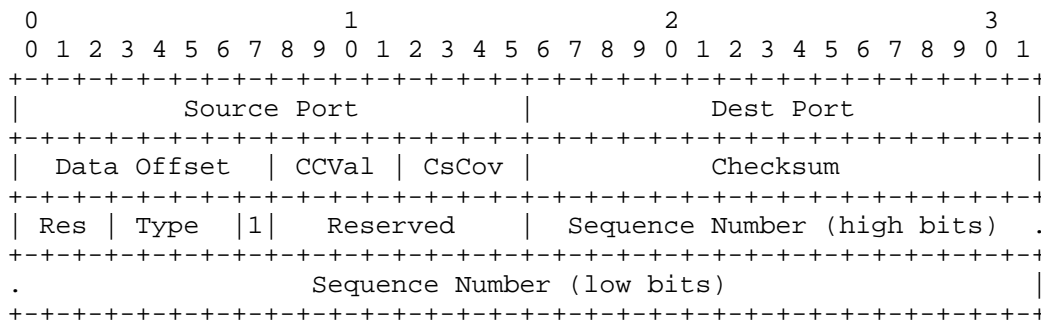 0                   1                   2                   3
 0 1 2 3 4 5 6 7 8 9 0 1 2 3 4 5 6 7 8 9 0 1 2 3 4 5 6 7 8 9 0 1
+-+-+-+-+-+-+-+-+-+-+-+-+-+-+-+-+-+-+-+-+-+-+-+-+-+-+-+-+-+-+-+-+
|          Source Port          |           Dest Port           |
+-+-+-+-+-+-+-+-+-+-+-+-+-+-+-+-+-+-+-+-+-+-+-+-+-+-+-+-+-+-+-+-+
|  Data Offset  | CCVal | CsCov |           Checksum            |
+-+-+-+-+-+-+-+-+-+-+-+-+-+-+-+-+-+-+-+-+-+-+-+-+-+-+-+-+-+-+-+-+
| Res | Type  |1|   Reserved    |  Sequence Number (high bits)  .
+-+-+-+-+-+-+-+-+-+-+-+-+-+-+-+-+-+-+-+-+-+-+-+-+-+-+-+-+-+-+-+-+
.                  Sequence Number (low bits)                   |
+-+-+-+-+-+-+-+-+-+-+-+-+-+-+-+-+-+-+-+-+-+-+-+-+-+-+-+-+-+-+-+-+